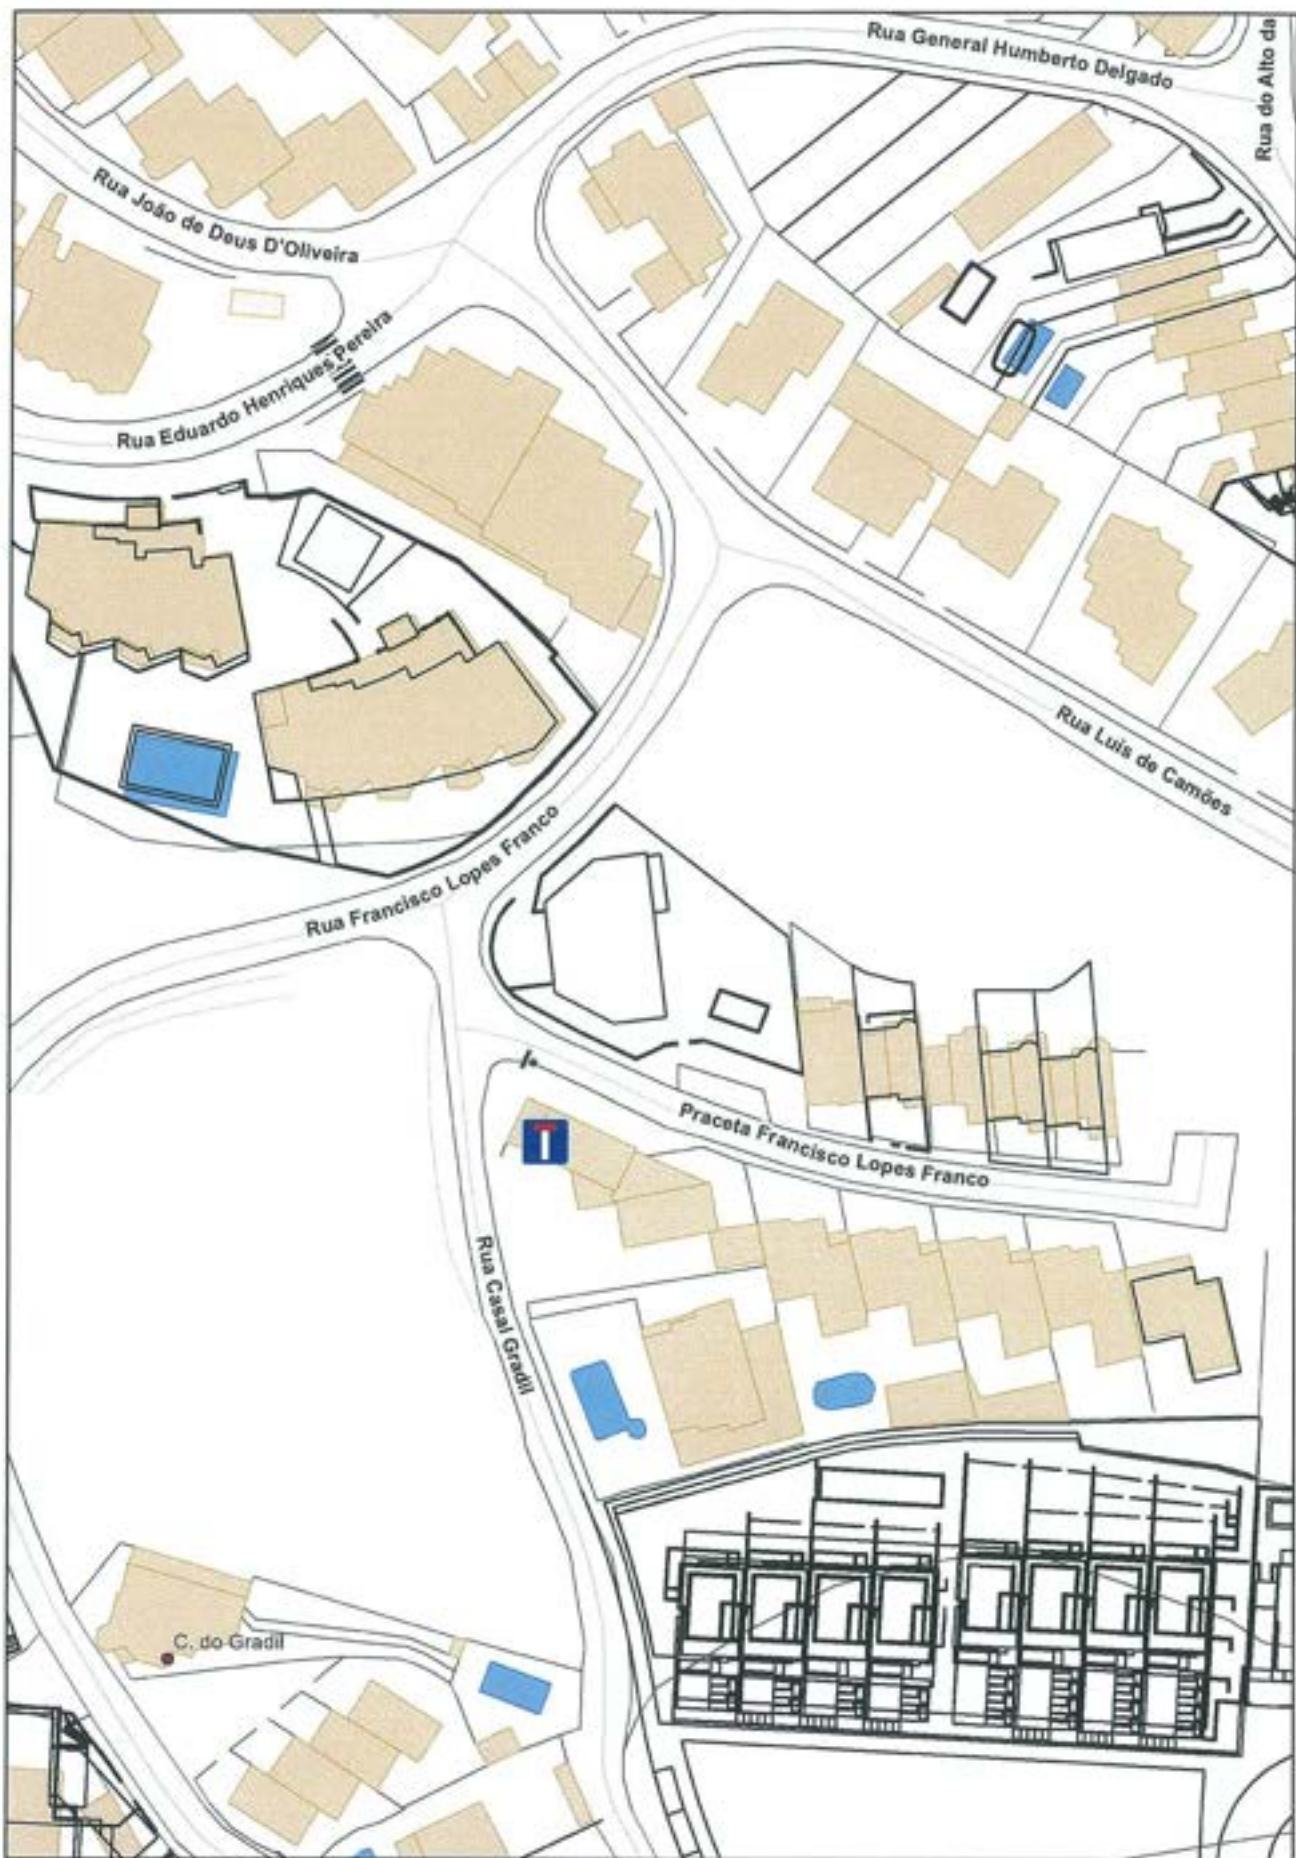 Rua General Humberto Delgado
Rua do Alto da
Rua João de Deus D'Oliveira
Rua Eduardo Henriques Pereira
Rua Luis de Camões
Rua Francisco Lopes Franco
Praceta Francisco Lopes Franco
Rua Casal Gradil
C. do Gradil